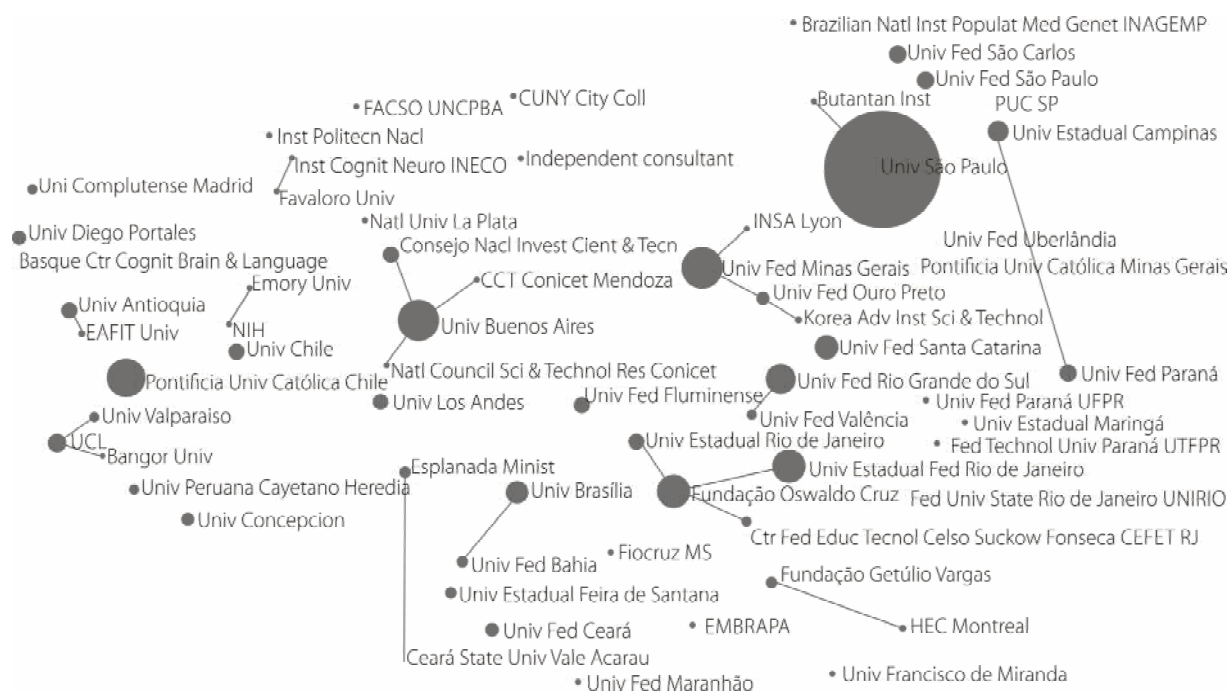 Brazilian Natl Inst Populat Med Genet INAGEMP
Univ Fed São Carlos
Univ Fed São Paulo
Butantan Inst
PUC SP
CUNY City Coll
FACSO UNCPBA
Univ Estadual Campinas
Inst Politecn Nacl
Inst Cognit Neuro INECO
Independent consultant
Univ São Paulo
Uni Complutense Madrid
Favaloro Univ
Natl Univ La Plata
INSA Lyon
Univ Diego Portales
Consejo Nacl Invest Cient & Tecn
Univ Fed Uberlândia
Basque Ctr Cognit Brain & Language
Univ Fed Minas Gerais
Pontificia Univ Católica Minas Gerais
Emory Univ
CCT Conicet Mendoza
Univ Fed Ouro Preto
Univ Antioquia
Korea Adv Inst Sci & Technol
EAFIT Univ
NIH
Univ Buenos Aires
Univ Chile
Univ Fed Santa Catarina
Natl Council Sci & Technol Res Conicet
Univ Fed Paraná
Pontificia Univ Católica Chile
Univ Fed Rio Grande do Sul
Univ Los Andes
Univ Fed Fluminense
Univ Fed Paraná UFPR
Univ Valparaiso
Univ Fed Valência
Univ Estadual Maringá
UCL
Univ Estadual Rio de Janeiro
Fed Technol Univ Paraná UTFPR
Bangor Univ
Esplanada Minist
Univ Estadual Fed Rio de Janeiro
Univ Peruana Cayetano Heredia
Univ Brasília
Fundação Oswaldo Cruz
Fed Univ State Rio de Janeiro UNIRIO
Univ Concepcion
Ctr Fed Educ Tecnol Celso Suckow Fonseca CEFET RJ
Fiocruz MS
Univ Fed Bahia
Fundação Getúlio Vargas
Univ Estadual Feira de Santana
Univ Fed Ceará
EMBRAPA
HEC Montreal
Ceará State Univ Vale Acarau
Univ Francisco de Miranda
Univ Fed Maranhão